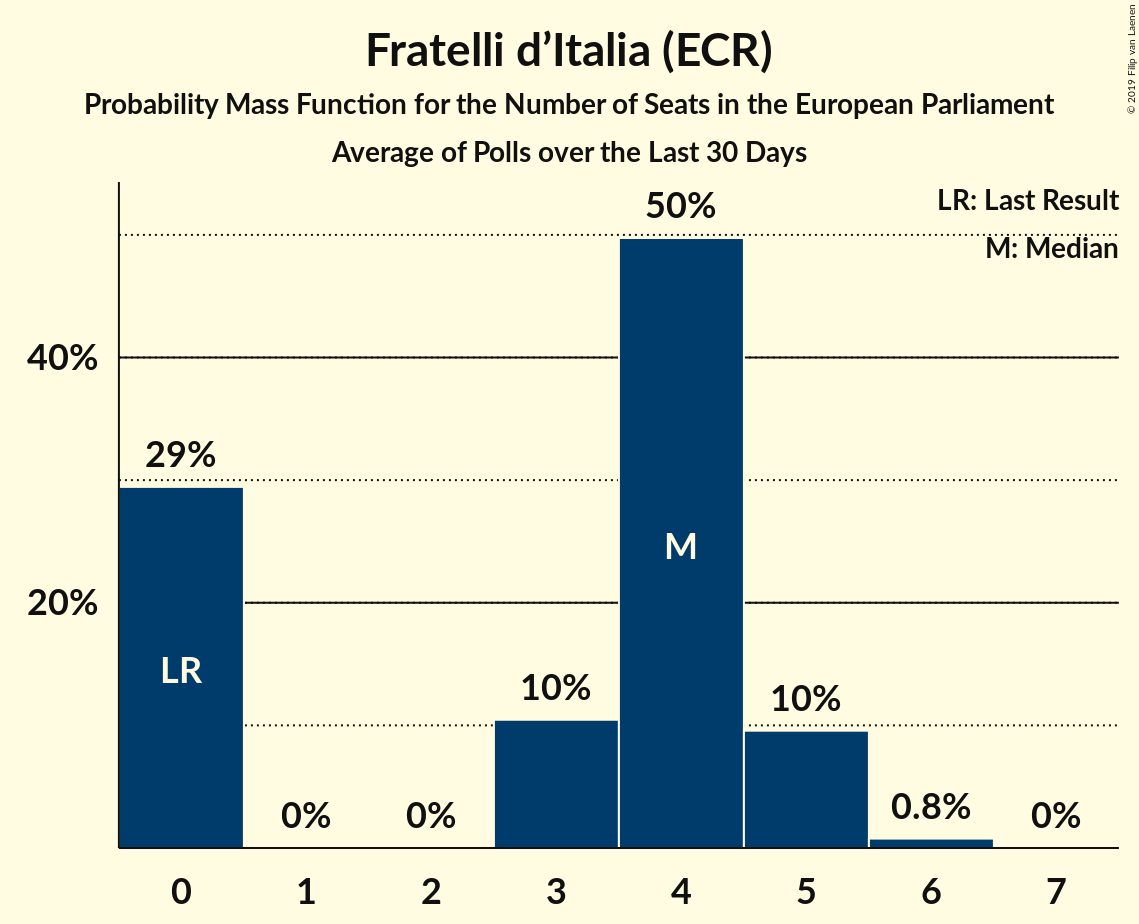 Fratelli d’Italia (ECR)
Probability Mass Function for the Number of Seats in the European Parliament
Average of Polls over the Last 30 Days
© 2019 Filip van Laenen
LR: Last Result
M: Median
50%
40%
29%
M
20%
LR
10%
10%
0%
0%
0.8%
0%
0 1 2 3 4 5 6 7